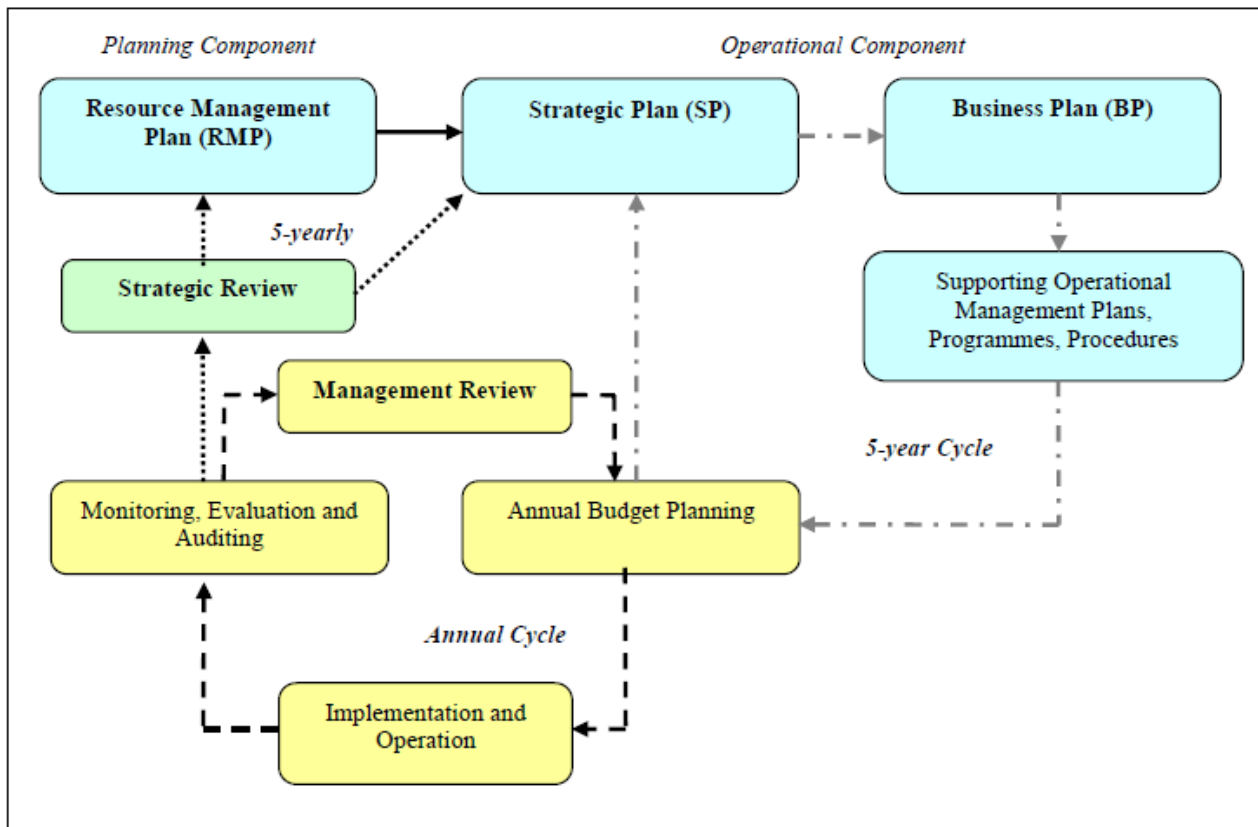 Planning Component
Operational Component
Resource Management
Plan (RMP)
Strategic Plan (SP)
Business Plan (BP)
5-yearly
Strategic Review
Supporting Operational
Management Plans,
Programmes, Procedures
Management Review
5-year Cycle
Monitoring, Evaluation and
Auditing
Annual Budget Planning
Annual Cycle
Implementation and
Operation